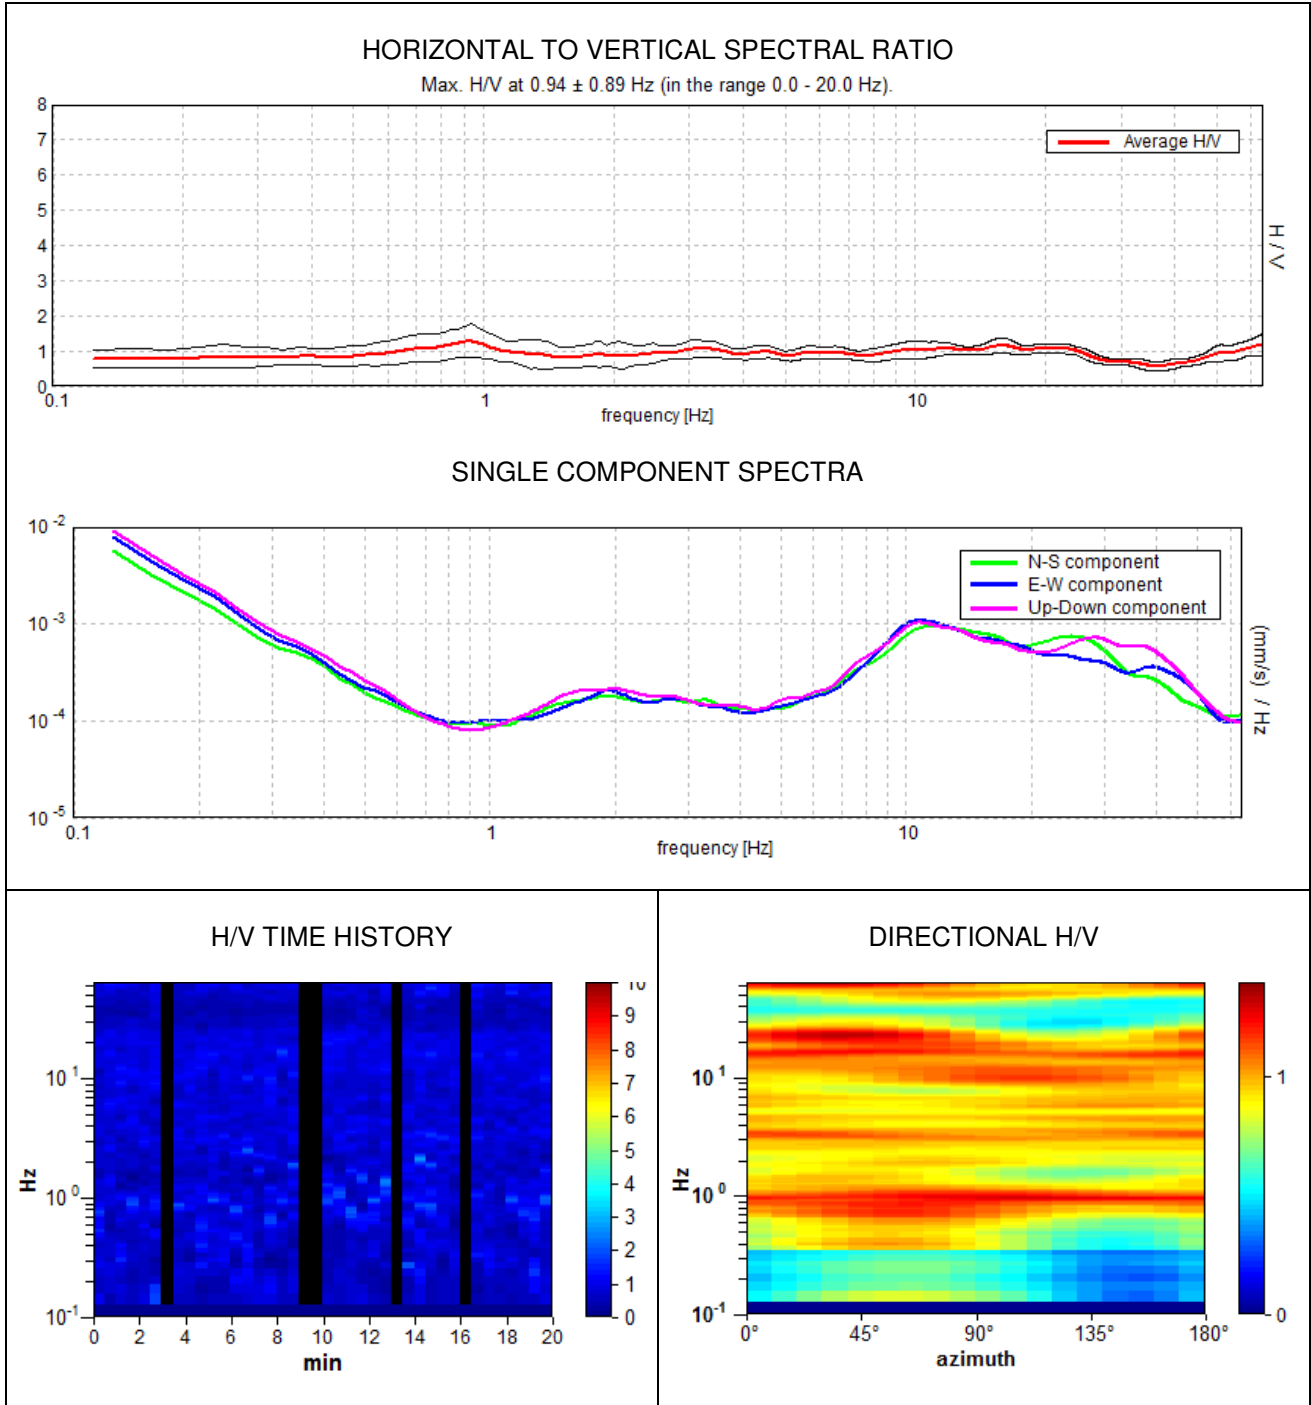 HORIZONTAL TO VERTICAL SPECTRAL RATIO
Max. H/V at 0.94 ± 0.89 Hz (in the range 0.0 - 20.0 Hz).
8
7
6
5
4
3
2
1
0
Average H/V
H / V
0.1 1 10
frequency [Hz]
SINGLE COMPONENT SPECTRA
10 -2
10 -3
10 -4
10 -5
N-S component
E-W component
Up-Down component
(mm/s) / Hz
0.1 1 10
frequency [Hz]
H/V TIME HISTORY
10 1
10 0
10 -1
Hz
0 2 4 6 8 10 12 14 16 18 20
min
10
9
8
7
6
5
4
3
2
1
0
DIRECTIONAL H/V
10 1
10 0
10 -1
Hz
0° 45° 90° 135° 180°
azimuth
1
0